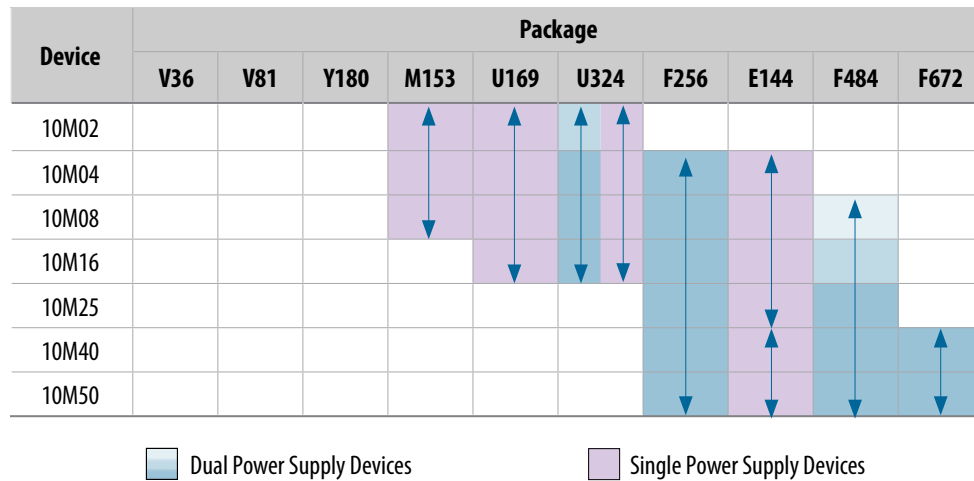 Device
Package
V36 V81 Y180 M153 U169 U324 F256 E144 F484 F672
10M02
10M04
10M08
10M16
10M25
10M40
10M50
Dual Power Supply Devices
Single Power Supply Devices